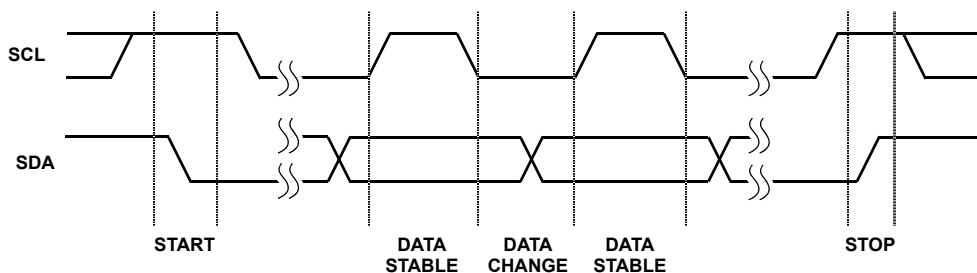 SCL
SDA
START
DATA
STABLE
DATA
CHANGE
DATA
STABLE
STOP